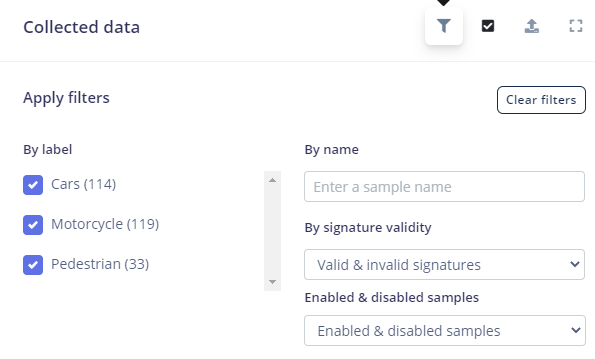 Collected data
Apply filters
Clear filters
By label
Cars (114)
Motorcycle (119)
Pedestrian (33)
By name
Enter a sample name
By signature validity
Valid & invalid signatures
Enabled & disabled samples
Enabled & disabled samples